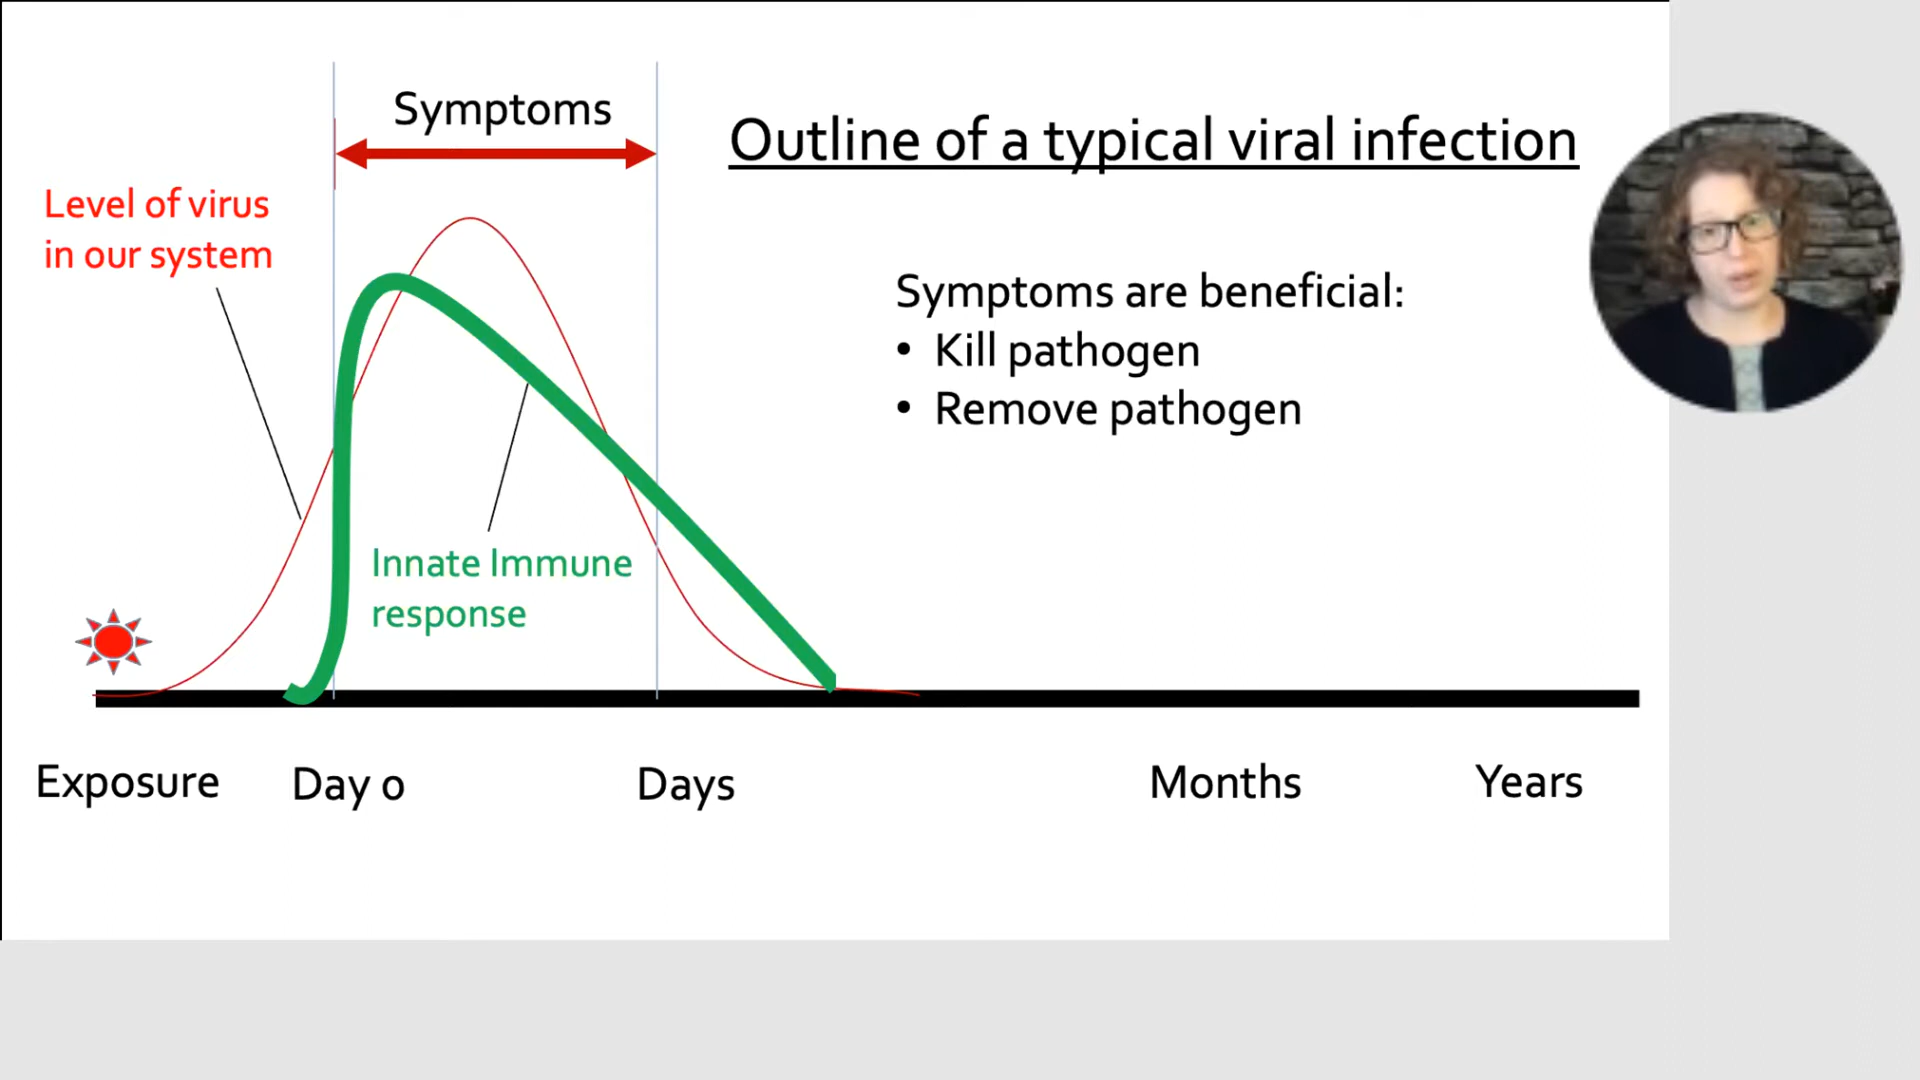 Symptoms
Outline of a typical viral infection
Level of virus
in our system
Symptoms are beneficial:
• Kill pathogen
• Remove pathogen
Innate Immune
response
Exposure
Day 0
Days
Months
Years